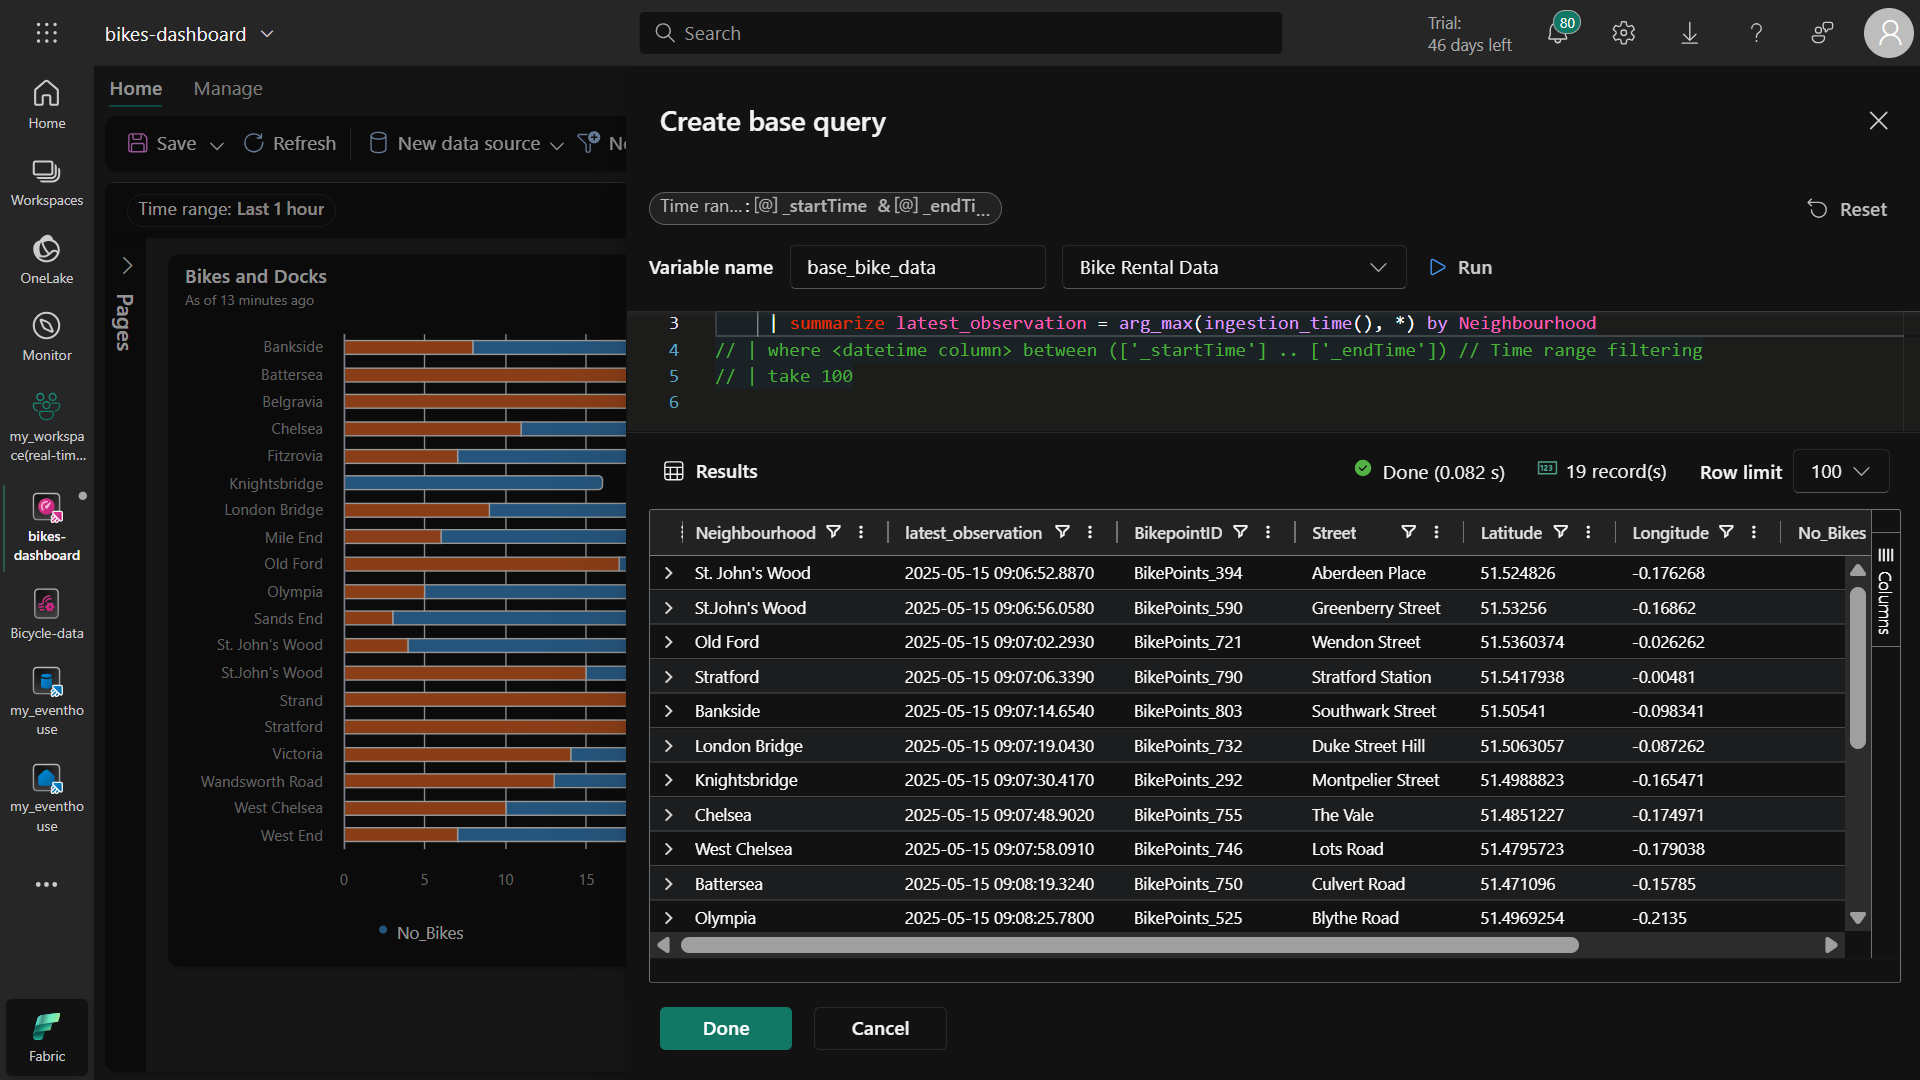 bikes-dashboard
Search
Trial:
46 days left
80
Home
Workspaces
OneLake
Monitor
my_workspa
ce(real-tim...
bikes-
dashboard
Bicycle-data
my_eventho
use
my_eventho
use
Fabric
Home Manage
Save Refresh New data source
Time range: Last 1 hour
Pages
Bikes and Docks
As of 13 minutes ago
Bankside
Battersea
Belgravia
Chelsea
Fitzrovia
Knightsbridge
London Bridge
Mile End
Old Ford
Olympia
Sands End
St. John's Wood
St.John's Wood
Strand
Stratford
Victoria
Wandsworth Road
West Chelsea
West End
0 5 10 15
No_Bikes
Create base query
Time ran...: [@] _startTime & [@] _endTi...
Reset
Variable name base_bike_data Bike Rental Data Run
3 | summarize latest_observation = arg_max(ingestion_time(), *) by Neighbourhood
4 // | where <datetime column> between (['_startTime'] .. ['_endTime']) // Time range filtering
5 // | take 100
6
Results Done (0.082 s) 123 19 record(s) Row limit 100
Neighbourhood latest_observation BikepointID Street Latitude Longitude No_Bikes
St. John's Wood 2025-05-15 09:06:52.8870 BikePoints_394 Aberdeen Place 51.524826 -0.176268
StJohn's Wood 2025-05-15 09:06:56.0580 BikePoints_590 Greenberry Street 51.53256 -0.16862
Old Ford 2025-05-15 09:07:02.2930 BikePoints_721 Wendon Street 51.5360374 -0.026262
Stratford 2025-05-15 09:07:06.3390 BikePoints_790 Stratford Station 51.5417938 -0.00481
Bankside 2025-05-15 09:07:14.6540 BikePoints_803 Southwark Street 51.50541 -0.098341
London Bridge 2025-05-15 09:07:19.0430 BikePoints_732 Duke Street Hill 51.5063057 -0.087262
Knightsbridge 2025-05-15 09:07:30.4170 BikePoints_292 Montpelier Street 51.4988823 -0.165471
Chelsea 2025-05-15 09:07:48.9020 BikePoints_755 The Vale 51.4851227 -0.174971
West Chelsea 2025-05-15 09:07:58.0910 BikePoints_746 Lots Road 51.4795723 -0.179038
Battersea 2025-05-15 09:08:19.3240 BikePoints_750 Culvert Road 51.471096 -0.15785
Olympia 2025-05-15 09:08:25.7800 BikePoints_525 Blythe Road 51.4969254 -0.2135
Columns
Done Cancel